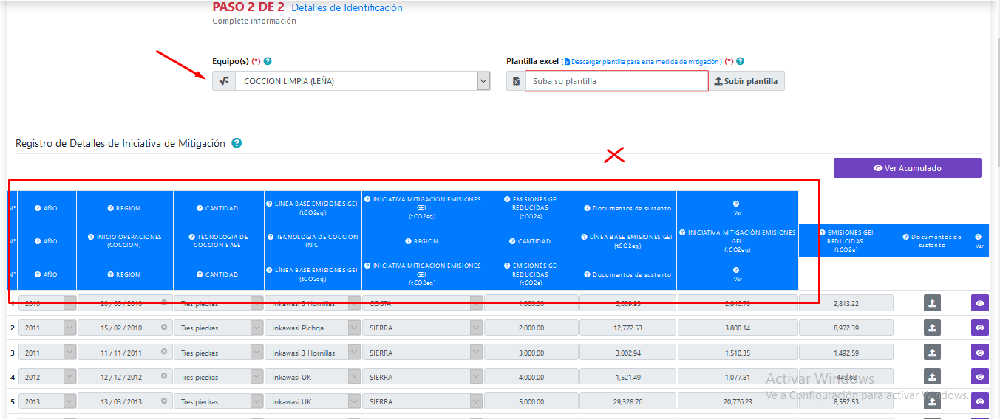 PASO 2 DE 2 Detalles de Identificación
Complete información
Equipo(s) (*) Plantilla excel ( Descargar plantilla para esta medida de mitigación ) (*)
COCCION LIMPIA (LEÑA) Suba su plantilla Subir plantilla
Registro de Detalles de Iniciativa de Mitigación
Ver Acumulado
N° AÑO REGION CANTIDAD LÍNEA BASE EMISIONES GEI (tCO2eq) INICIATIVA MITIGACIÓN EMISIONES GEI (tCO2eq) EMISIONES GEI REDUCIDAS (tCO2e) Documentos de sustento Ver
N° AÑO INICIO OPERACIONES (COCCION) TECNOLOGIA DE COCCION BASE TECNOLOGIA DE COCCION INIC REGION CANTIDAD LÍNEA BASE EMISIONES GEI (tCO2eq) INICIATIVA MITIGACIÓN EMISIONES GEI (tCO2eq) EMISIONES GEI REDUCIDAS (tCO2e) Documentos de sustento Ver
N° AÑO REGION CANTIDAD LÍNEA BASE EMISIONES GEI (tCO2eq) INICIATIVA MITIGACIÓN EMISIONES GEI (tCO2eq) EMISIONES GEI REDUCIDAS (tCO2e) Documentos de sustento Ver
1 2010 Tres piedras Inkawasi 3 Hornillas COSTA 1,000.00 2,813.22
2 2011 15 / 02 / 2010 Tres piedras Inkawasi Pichqa SIERRA 2,000.00 12,772.53 3,800.14 8,972.39
3 2011 11 / 11 / 2011 Tres piedras Inkawasi 3 Hornillas SIERRA 3,000.00 3,002.94 1,510.35 1,492.59
4 2012 12 / 12 / 2012 Tres piedras Inkawasi UK SIERRA 4,000.00 1,521.49 1,077.81 443.68
Activar Windows
5 2013 13 / 03 / 2013 Tres piedras Inkawasi UK SIERRA 5,000.00 29,328.76 20,776.23 8,552.53
Ve a Configuración para activar Windows.